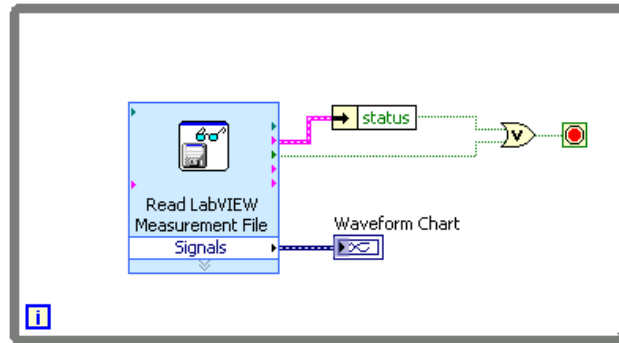 status
V
Read LabVIEW
Measurement File
Waveform Chart
Signals
i